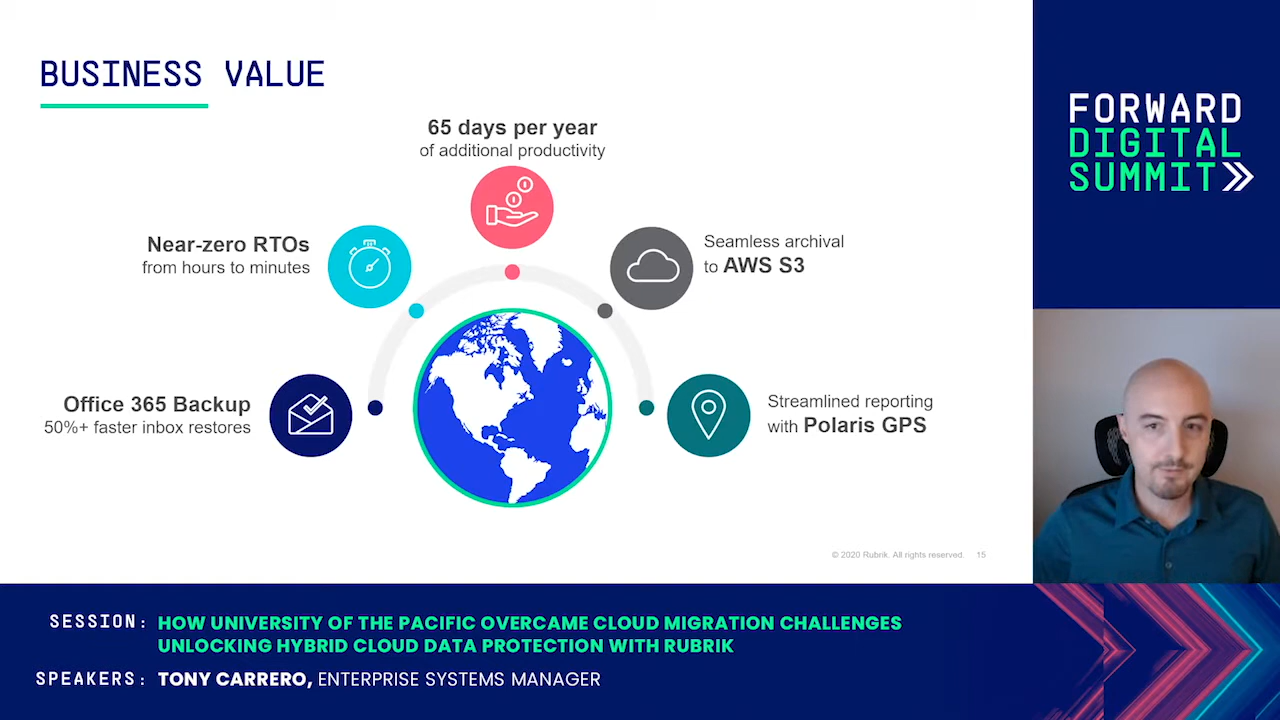 BUSINESS VALUE
65 days per year
of additional productivity
Near-zero RTOs
from hours to minutes
Seamless archival
to AWS S3
Office 365 Backup
50%+ faster inbox restores
Streamlined reporting
with Polaris GPS
© 2020 Rubrik. All rights reserved. 15
FORWARD
DIGITAL
SUMMIT
SESSION: HOW UNIVERSITY OF THE PACIFIC OVERCAME CLOUD MIGRATION CHALLENGES
UNLOCKING HYBRID CLOUD DATA PROTECTION WITH RUBRIK
SPEAKERS: TONY CARRERO, ENTERPRISE SYSTEMS MANAGER